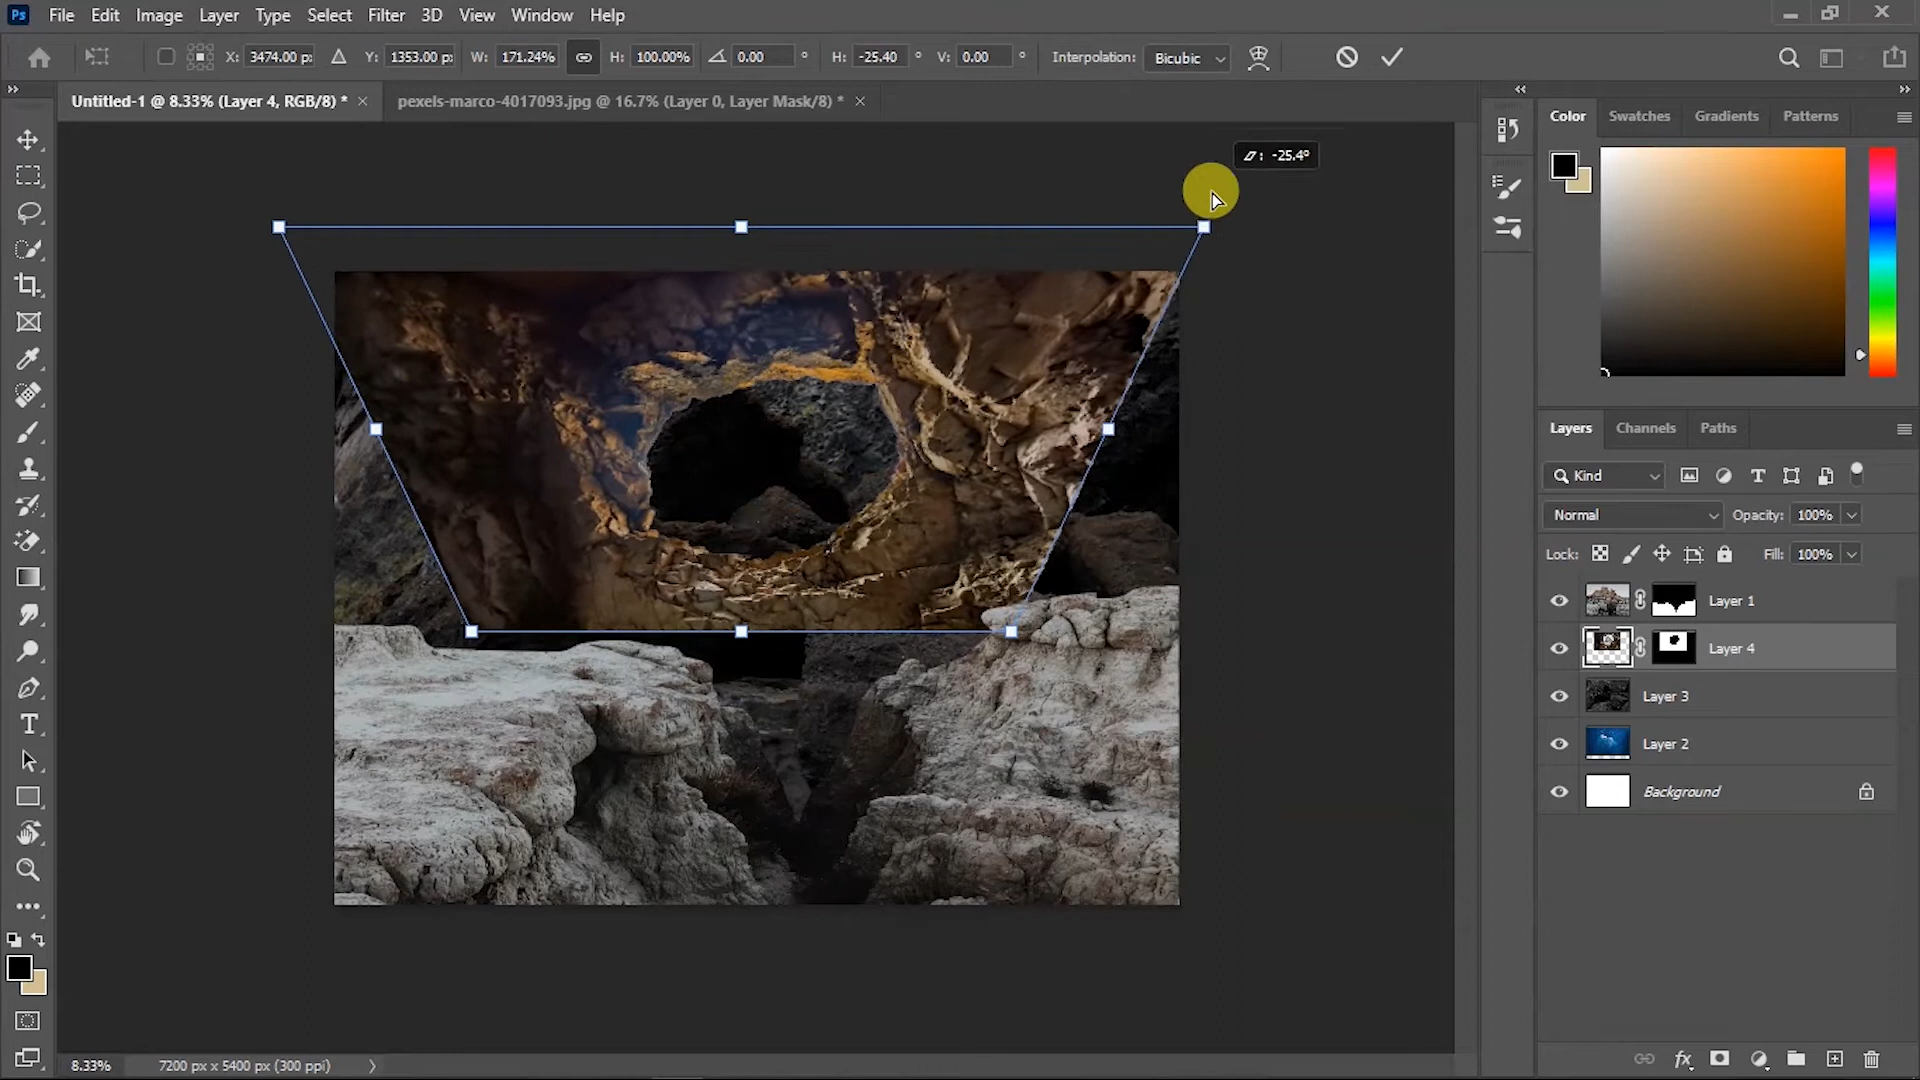 Ps File Edit Image Layer Type Select Filter 3D View Window Help
X: 3474.00 p: Y: 1353.00 p: W: 171.24% H: 100.00% 0.00 ° H: -25.40 ° V: 0.00 ° Interpolation: Bicubic
Untitled-1 @ 8.33% (Layer 4, RGB/8) * × pexels-marco-4017093.jpg @ 16.7% (Layer 0, Layer Mask/8) * ×
Color Swatches Gradients Patterns
: -25.4°
Layers Channels Paths
Kind
Normal Opacity: 100%
Lock: Fill: 100%
Layer 1
Layer 4
Layer 3
Layer 2
Background
8.33% 7200 px x 5400 px (300 ppi)